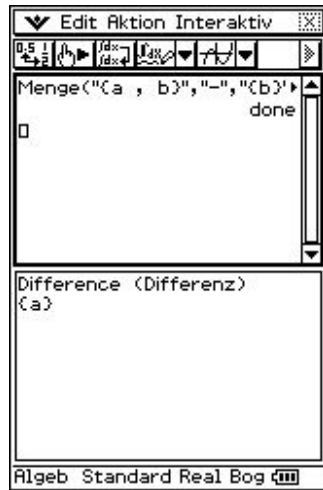 Edit Aktion Interaktiv
Menge("{a , b}","-","{b}"
done
Difference (Differenz)
{a}
Algeb Standard Real Bog